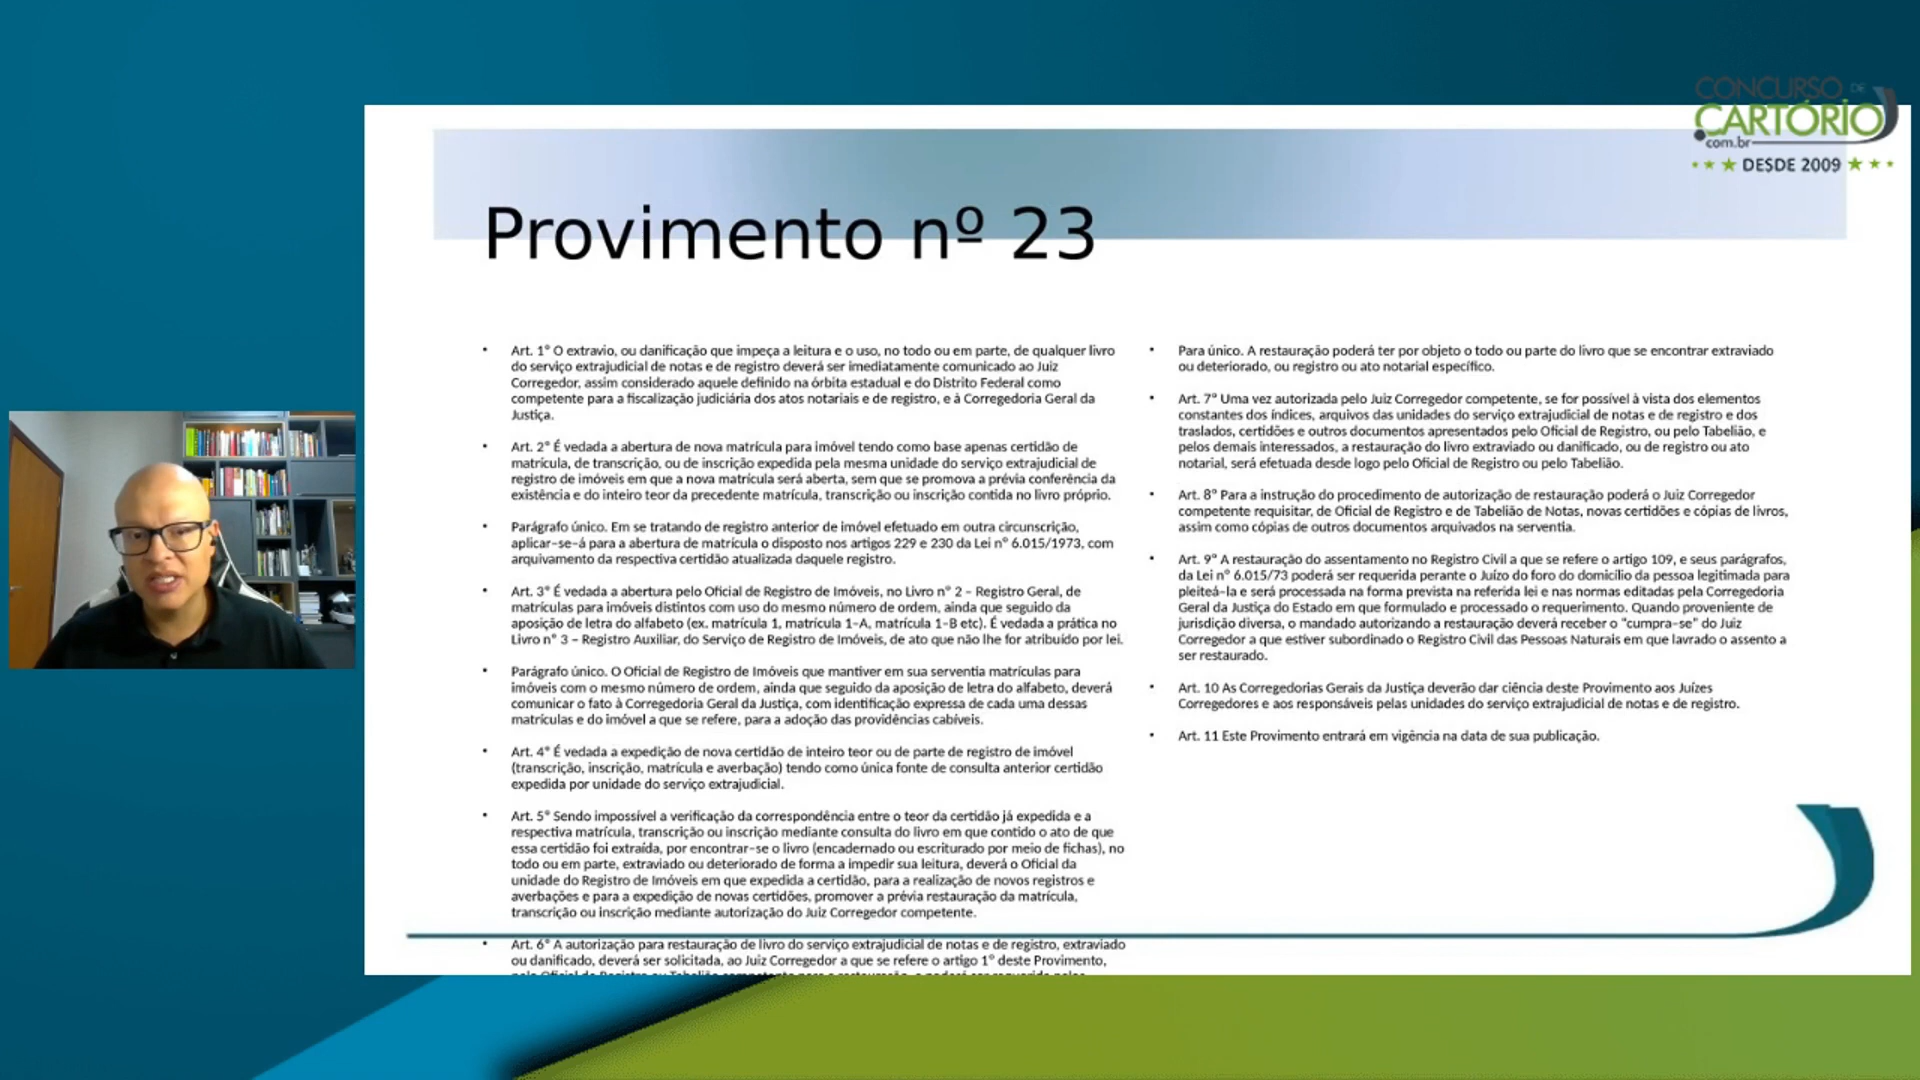 CONCURSO DE
CARTÓRIO
.com.br
DESDE 2009
Provimento nº 23
• Art. 1º O extravio, ou danificação que impeça a leitura e o uso, no todo ou em parte, de qualquer livro
do serviço extrajudicial de notas e de registro deverá ser imediatamente comunicado ao Juiz
Corregedor, assim considerado aquele definido na órbita estadual e do Distrito Federal como
competente para a fiscalização judiciária dos atos notariais e de registro, e à Corregedoria Geral da
Justiça.
• Art. 2º É vedada a abertura de nova matrícula para imóvel tendo como base apenas certidão de
matrícula, de transcrição, ou de inscrição expedida pela mesma unidade do serviço extrajudicial de
registro de imóveis em que a nova matrícula será aberta, sem que se promova a prévia conferência da
existência e do inteiro teor da precedente matrícula, transcrição ou inscrição contida no livro próprio.
• Parágrafo único. Em se tratando de registro anterior de imóvel efetuado em outra circunscrição,
aplicar–se–á para a abertura de matrícula o disposto nos artigos 229 e 230 da Lei nº 6.015/1973, com
arquivamento da respectiva certidão atualizada daquele registro.
• Art. 3º É vedada a abertura pelo Oficial de Registro de Imóveis, no Livro nº 2 – Registro Geral, de
matrículas para imóveis distintos com uso do mesmo número de ordem, ainda que seguido da
aposição de letra do alfabeto (ex. matrícula 1, matrícula 1–A, matrícula 1–B etc). É vedada a prática no
Livro nº 3 – Registro Auxiliar, do Serviço de Registro de Imóveis, de ato que não lhe for atribuído por lei.
• Parágrafo único. O Oficial de Registro de Imóveis que mantiver em sua serventia matrículas para
imóveis com o mesmo número de ordem, ainda que seguido da aposição de letra do alfabeto, deverá
comunicar o fato à Corregedoria Geral da Justiça, com identificação expressa de cada uma dessas
matrículas e do imóvel a que se refere, para a adoção das providências cabíveis.
• Art. 4º É vedada a expedição de nova certidão de inteiro teor ou de parte de registro de imóvel
(transcrição, inscrição, matrícula e averbação) tendo como única fonte de consulta anterior certidão
expedida por unidade do serviço extrajudicial.
• Art. 5º Sendo impossível a verificação da correspondência entre o teor da certidão já expedida e a
respectiva matrícula, transcrição ou inscrição mediante consulta do livro em que contido o ato de que
essa certidão foi extraída, por encontrar–se o livro (encadernado ou escriturado por meio de fichas), no
todo ou em parte, extraviado ou deteriorado de forma a impedir sua leitura, deverá o Oficial da
unidade do Registro de Imóveis em que expedida a certidão, para a realização de novos registros e
averbações e para a expedição de novas certidões, promover a prévia restauração da matrícula,
transcrição ou inscrição mediante autorização do Juiz Corregedor competente.
• Art. 6º A autorização para restauração de livro do serviço extrajudicial de notas e de registro, extraviado
ou danificado, deverá ser solicitada, ao Juiz Corregedor a que se refere o artigo 1º deste Provimento,
pelo Oficial de Registro ou Tabelião competente para a restauração, e poderá ser requerida pelos
• Para único. A restauração poderá ter por objeto o todo ou parte do livro que se encontrar extraviado
ou deteriorado, ou registro ou ato notarial específico.
• Art. 7º Uma vez autorizada pelo Juiz Corregedor competente, se for possível à vista dos elementos
constantes dos índices, arquivos das unidades do serviço extrajudicial de notas e de registro e dos
traslados, certidões e outros documentos apresentados pelo Oficial de Registro, ou pelo Tabelião, e
pelos demais interessados, a restauração do livro extraviado ou danificado, ou de registro ou ato
notarial, será efetuada desde logo pelo Oficial de Registro ou pelo Tabelião.
• Art. 8º Para a instrução do procedimento de autorização de restauração poderá o Juiz Corregedor
competente requisitar, de Oficial de Registro e de Tabelião de Notas, novas certidões e cópias de livros,
assim como cópias de outros documentos arquivados na serventia.
• Art. 9º A restauração do assentamento no Registro Civil a que se refere o artigo 109, e seus parágrafos,
da Lei nº 6.015/73 poderá ser requerida perante o Juízo do foro do domicílio da pessoa legitimada para
pleiteá–la e será processada na forma prevista na referida lei e nas normas editadas pela Corregedoria
Geral da Justiça do Estado em que formulado e processado o requerimento. Quando proveniente de
jurisdição diversa, o mandado autorizando a restauração deverá receber o “cumpra–se” do Juiz
Corregedor a que estiver subordinado o Registro Civil das Pessoas Naturais em que lavrado o assento a
ser restaurado.
• Art. 10 As Corregedorias Gerais da Justiça deverão dar ciência deste Provimento aos Juízes
Corregedores e aos responsáveis pelas unidades do serviço extrajudicial de notas e de registro.
• Art. 11 Este Provimento entrará em vigência na data de sua publicação.